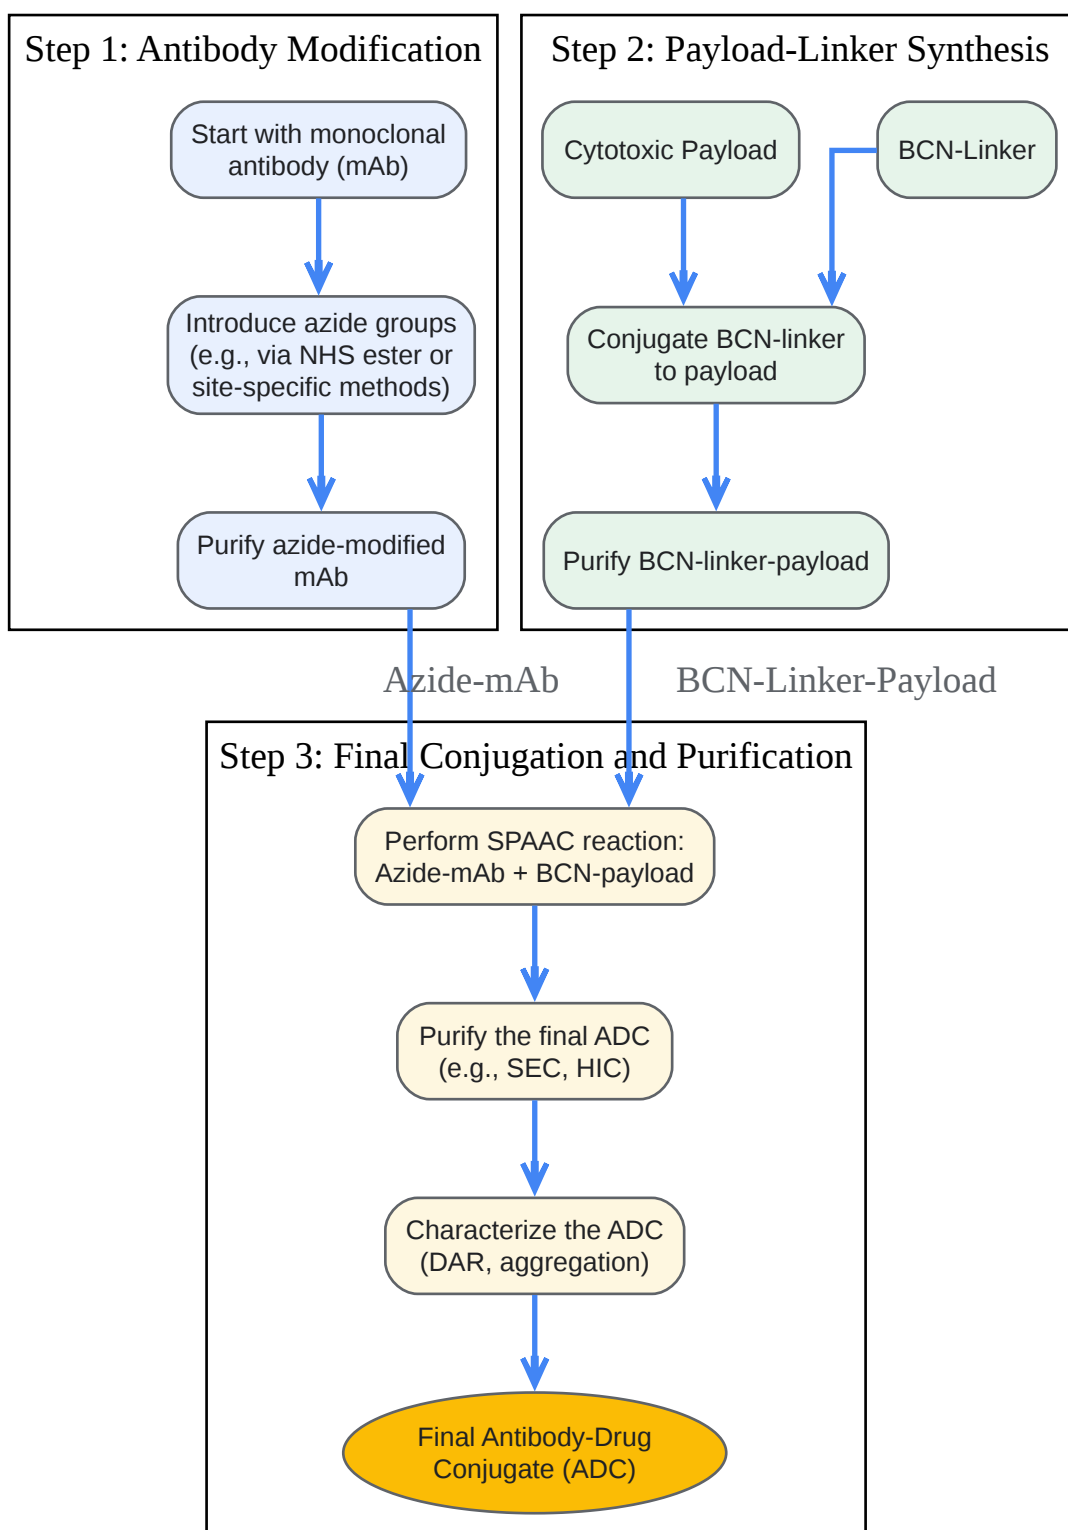 Step 1: Antibody Modification
Start with monoclonal
antibody (mAb)
Introduce azide groups
(e.g., via NHS ester or
site-specific methods)
Purify azide-modified
mAb
Step 2: Payload-Linker Synthesis
Cytotoxic Payload
BCN-Linker
Conjugate BCN-linker
to payload
Purify BCN-linker-payload
Azide-mAb
BCN-Linker-Payload
Step 3: Final Conjugation and Purification
Perform SPAAC reaction:
Azide-mAb + BCN-payload
Purify the final ADC
(e.g., SEC, HIC)
Characterize the ADC
(DAR, aggregation)
Final Antibody-Drug
Conjugate (ADC)